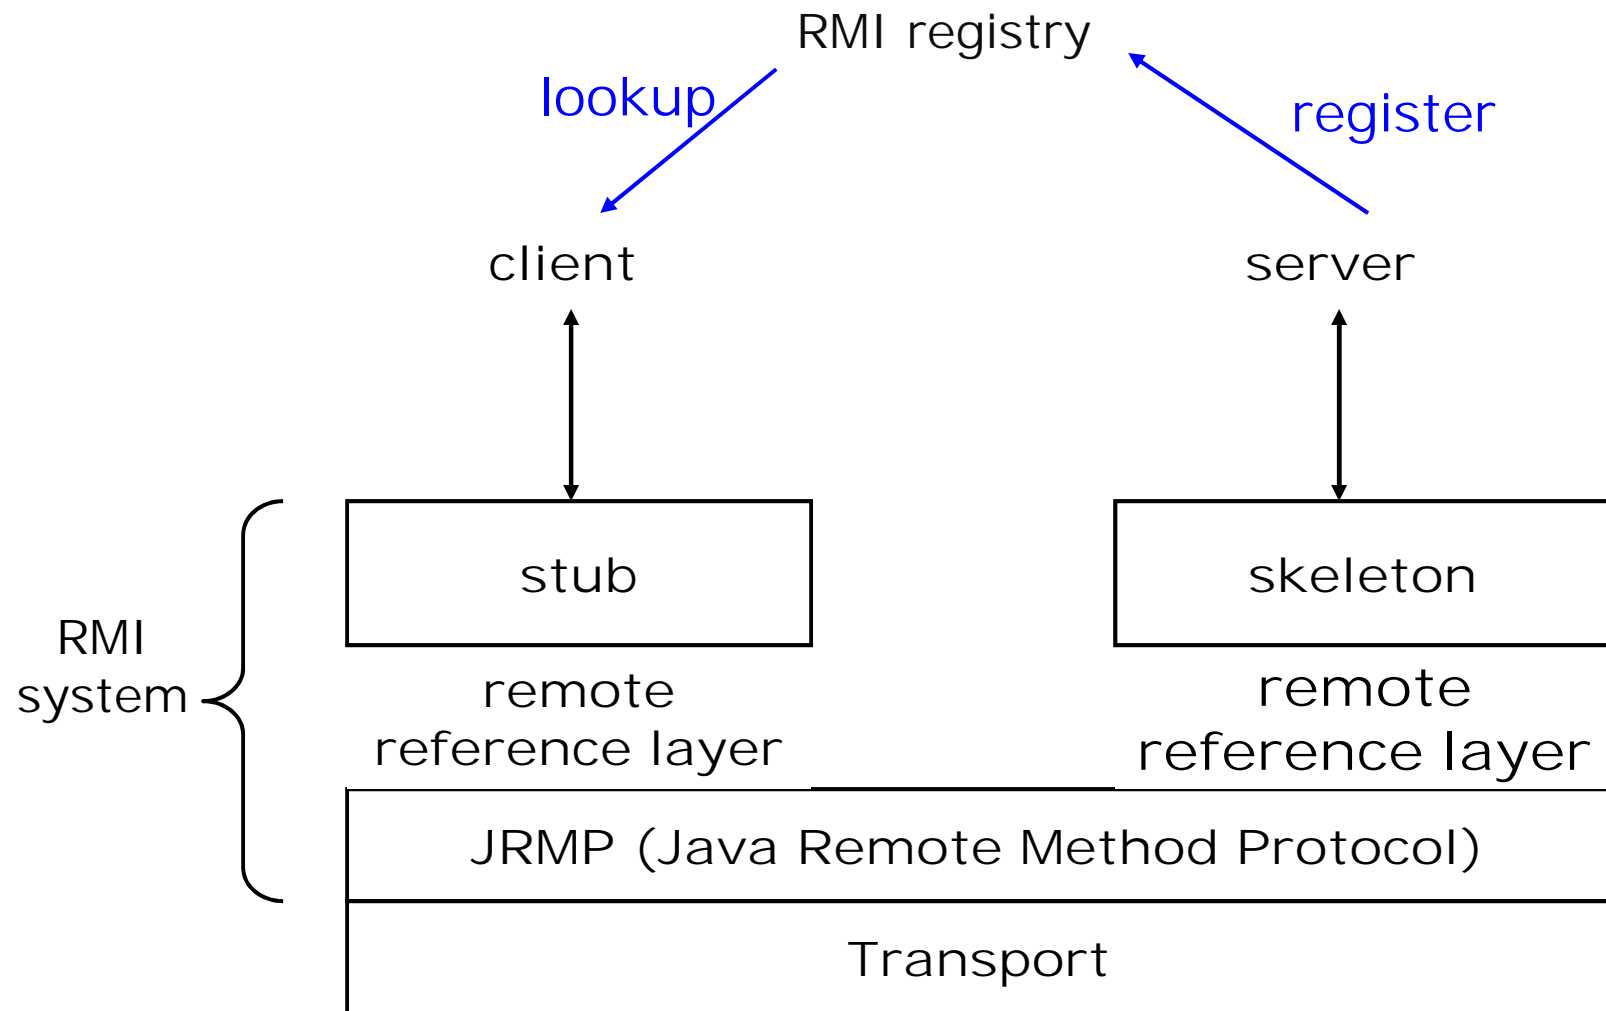 RMI registry
lookup
register
client
server
stub
skeleton
RMI
system
remote
reference layer
remote
reference layer
JRMP (Java Remote Method Protocol)
Transport